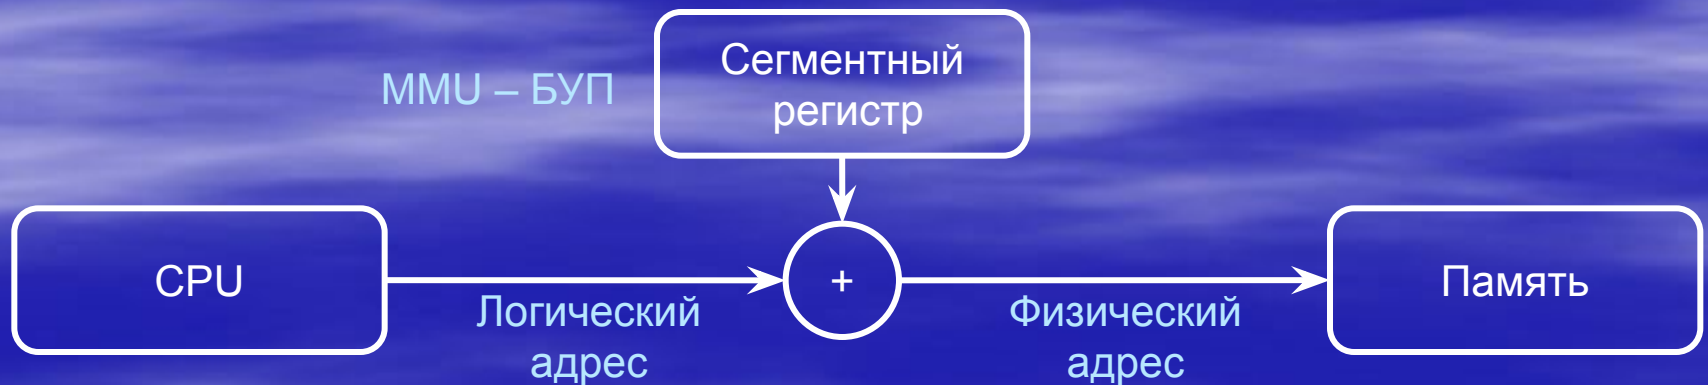 MMU – БУП
Сегментный
регистр
CPU
+
Память
Логический
адрес
Физический
адрес